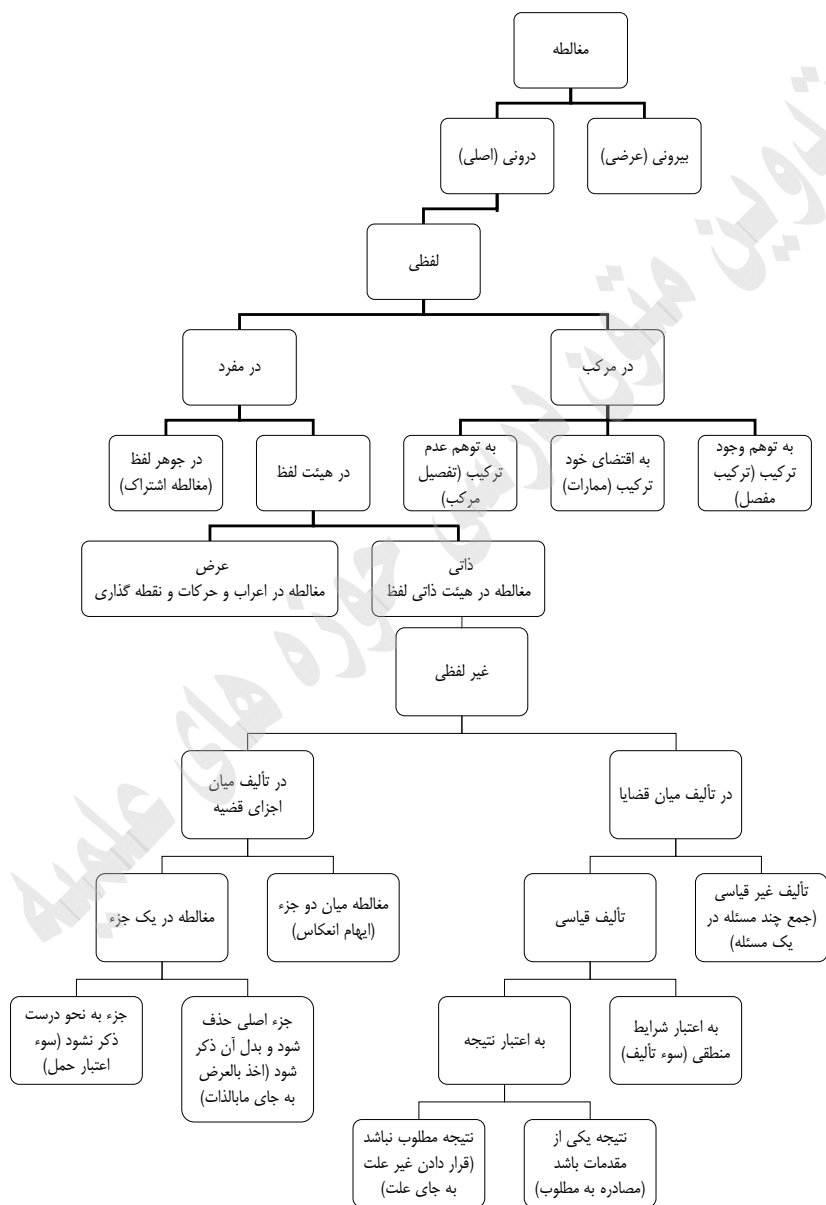 مغالطه
بیرونی (عرضی)
درونی (اصلی)
لفظی
در مرکب
در مفرد
به توهم وجود
ترکیب (ترکیب
مفصل)
به اقتضای خود
ترکیب (ممارات)
به توهم عدم
ترکیب (تفصیل
مرکب)
در هیئت لفظ
در جوهر لفظ
(مغالطه اشتراک)
ذاتی
مغالطه در هیئت ذاتی لفظ
عرض
مغالطه در اعراب و حرکات و نقطه گذاری
غیر لفظی
در تألیف میان قضایا
در تألیف میان
اجزای قضیه
تألیف غیر قیاسی
(جمع چند مسئله در
یک مسئله)
تألیف قیاسی
مغالطه میان دو جزء
(ایهام انعکاس)
مغالطه در یک جزء
به اعتبار شرایط
منطقی (سوء تألیف)
به اعتبار نتیجه
جزء اصلی حذف
شود و بدل آن ذکر
شود (اخذ بالعرض
به جای مابالذات)
جزء به نحو درست
ذکر نشود (سوء
اعتبار حمل)
نتیجه یکی از
مقدمات باشد
(مصادره به مطلوب)
نتیجه مطلوب نباشد
(قرار دادن غیر علت
به جای علت)
تدوین متون درسی حوزه های علمیه